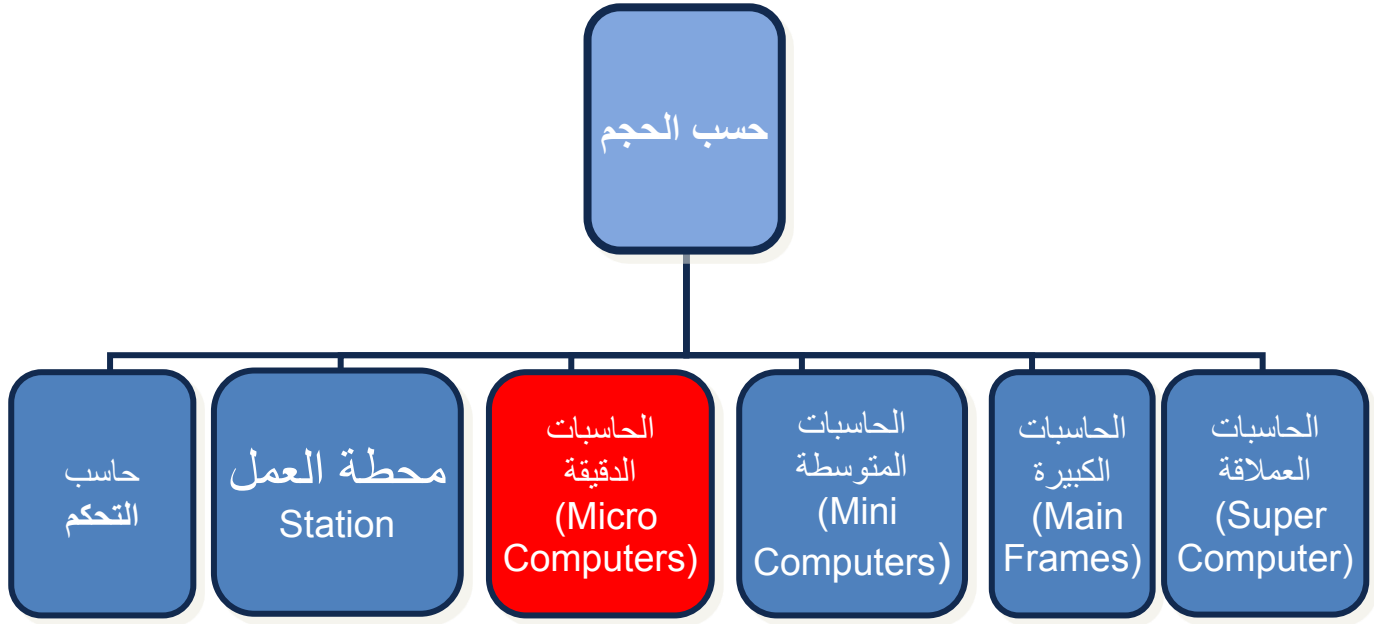 حسب الحجم
الحاسبات
العملاقة
(Super
Computer)
الحاسبات
الكبيرة
(Main
Frames)
الحاسبات
المتوسطة
(Mini
Computers)
الحاسبات
الدقيقة
(Micro
Computers)
محطة العمل
Station
حاسب
التحكم